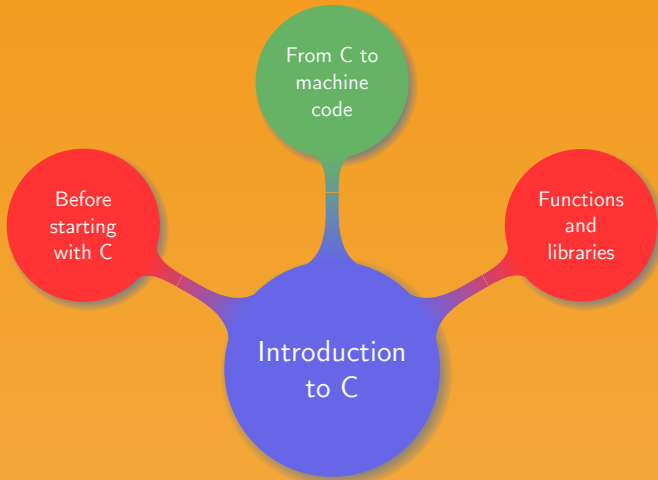 From C to
machine
code
Before
starting
with C
Functions
and
libraries
Introduction
to C